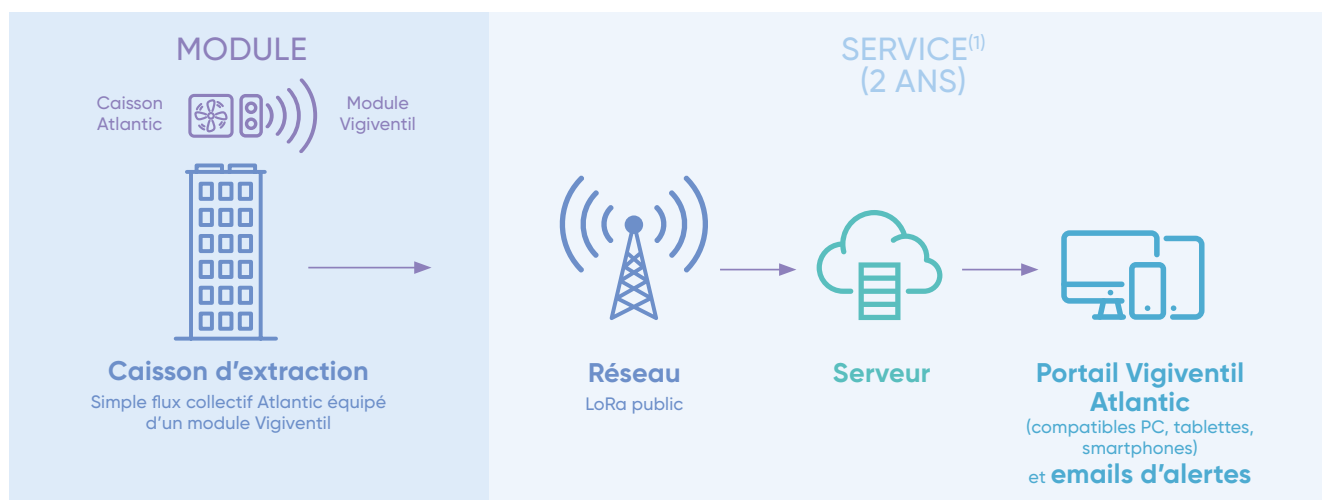 MODULE
Caisson
Atlantic
Module
Vigiventil
Caisson d’extraction
Simple flux collectif Atlantic équipé
d’un module Vigiventil
SERVICE(1)
(2 ANS)
Réseau
LoRa public
Serveur
Portail Vigiventil
Atlantic
(compatibles PC, tablettes,
smartphones)
et emails d’alertes